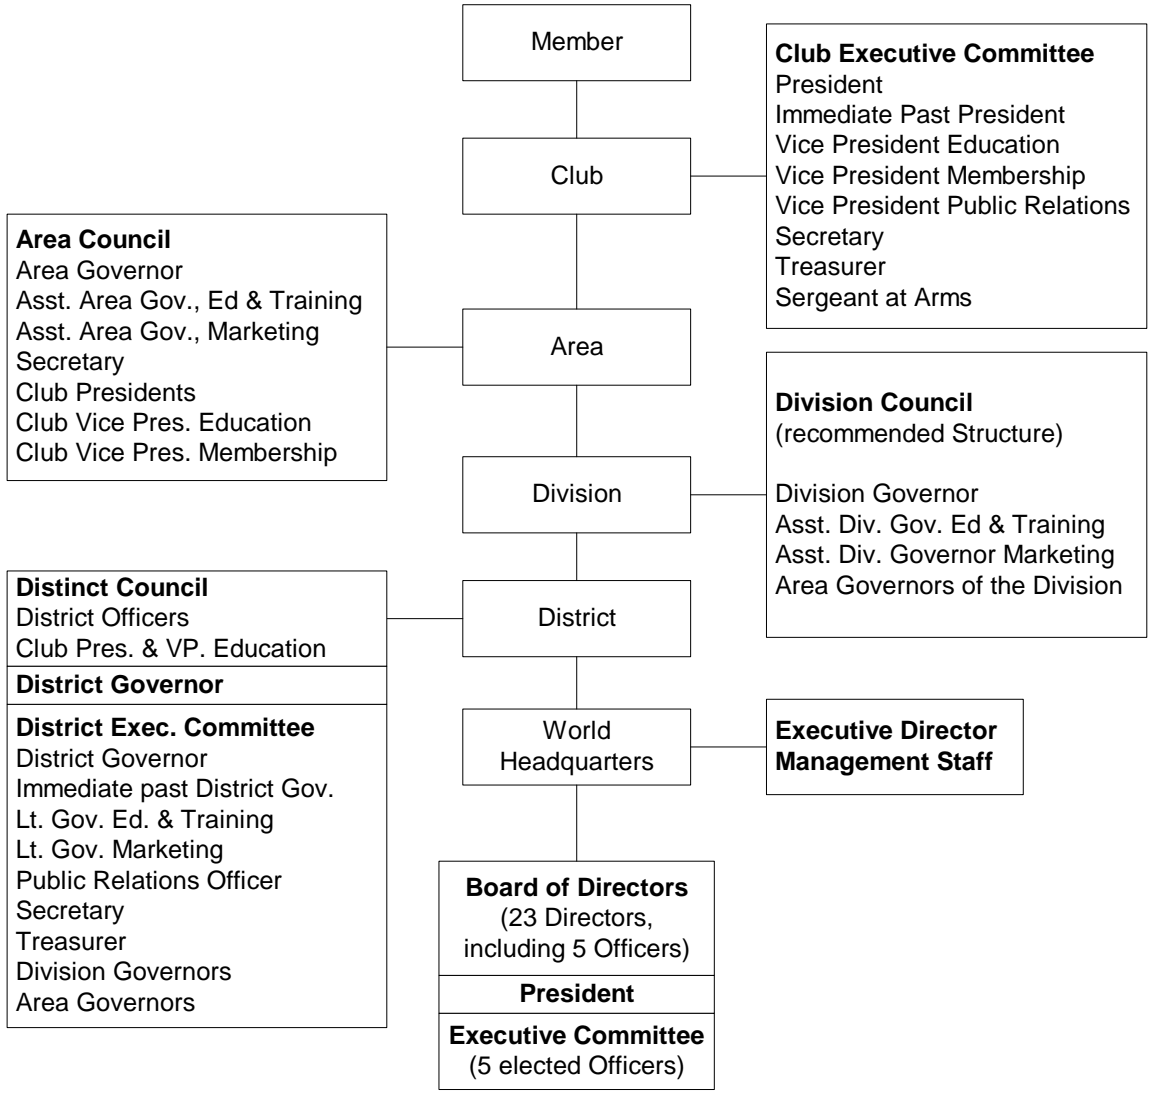 Member
Club Executive Committee
President
Immediate Past President
Vice President Education
Vice President Membership
Vice President Public Relations
Secretary
Treasurer
Sergeant at Arms
Club
Area Council
Area Governor
Asst. Area Gov., Ed & Training
Asst. Area Gov., Marketing
Secretary
Club Presidents
Club Vice Pres. Education
Club Vice Pres. Membership
Area
Division Council
(recommended Structure)
Division Governor
Asst. Div. Gov. Ed & Training
Asst. Div. Governor Marketing
Area Governors of the Division
Division
Distinct Council
District Officers
Club Pres. & VP. Education
District Governor
District Exec. Committee
District Governor
Immediate past District Gov.
Lt. Gov. Ed. & Training
Lt. Gov. Marketing
Public Relations Officer
Secretary
Treasurer
Division Governors
Area Governors
District
World
Headquarters
Executive Director
Management Staff
Board of Directors
(23 Directors,
including 5 Officers)
President
Executive Committee
(5 elected Officers)